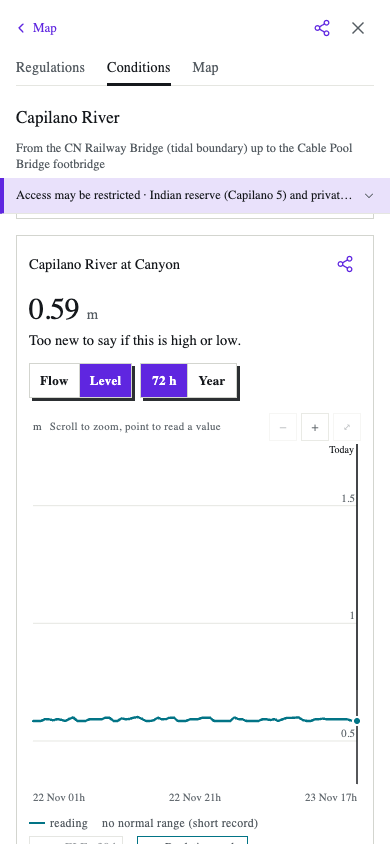 Map
Regulations Conditions Map
Capilano River
From the CN Railway Bridge (tidal boundary) up to the Cable Pool
Bridge footbridge
Access may be restricted · Indian reserve (Capilano 5) and privat…
Capilano River at Canyon
0.59 m
Too new to say if this is high or low.
Flow Level 72 h Year
m Scroll to zoom, point to read a value
− +
Today
1.5
1
0.5
22 Nov 01h 22 Nov 21h 23 Nov 17h
reading no normal range (short record)